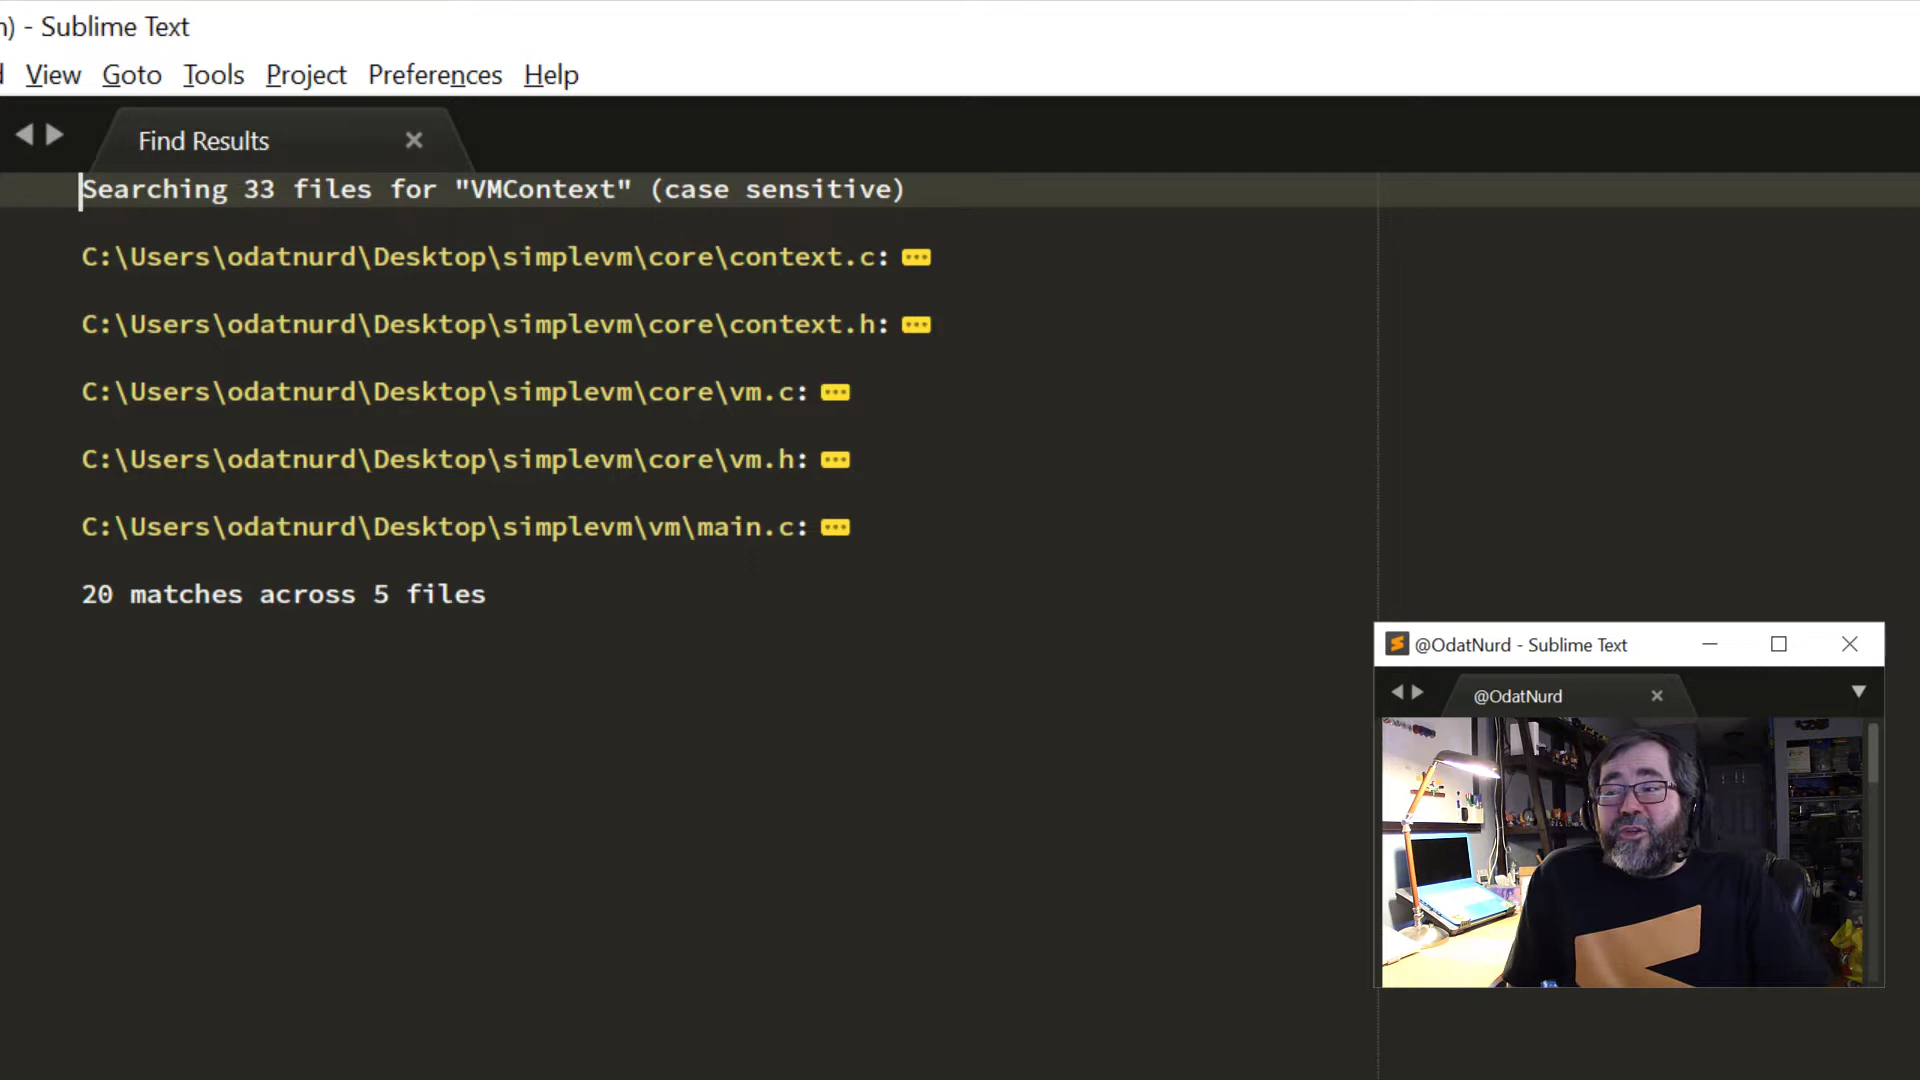 ) - Sublime Text
View Goto Tools Project Preferences Help
Find Results
Searching 33 files for "VMContext" (case sensitive)
C:\Users\odatnurd\Desktop\simplevm\core\context.c:
C:\Users\odatnurd\Desktop\simplevm\core\context.h:
C:\Users\odatnurd\Desktop\simplevm\core\vm.c:
C:\Users\odatnurd\Desktop\simplevm\core\vm.h:
C:\Users\odatnurd\Desktop\simplevm\vm\main.c:
20 matches across 5 files
@OdatNurd - Sublime Text
@OdatNurd